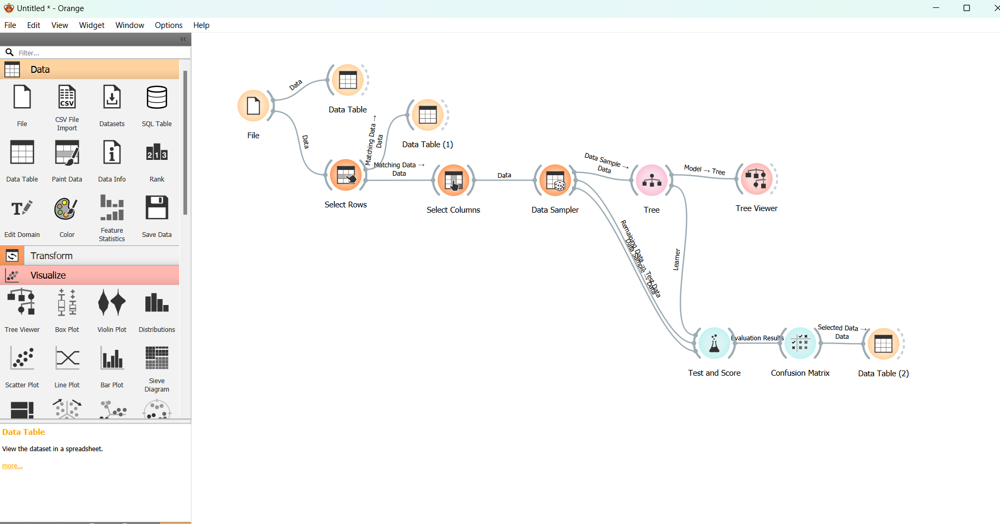 Untitled * - Orange
File Edit View Widget Window Options Help
Filter...
Data
CSV
File
CSV File
Import
Datasets
SQL Table
2 1 3
Data Table
Paint Data
Data Info
Rank
T
Edit Domain
Color
Feature
Statistics
Save Data
Transform
Visualize
Tree Viewer
Box Plot
Violin Plot
Distributions
Scatter Plot
Line Plot
Bar Plot
Sieve
Diagram
Data Table
View the dataset in a spreadsheet.
more...
File
Data
Data Table
Data
Select Rows
Matching Data →
Data
Data Table (1)
Matching Data →
Data
Select Columns
Data
Data Sampler
Data Sample →
Data
Tree
Model → Tree
Tree Viewer
Remaining Data → Test Data
Data Sample → Data
Learner
Test and Score
Evaluation Results
Confusion Matrix
Selected Data →
Data
Data Table (2)